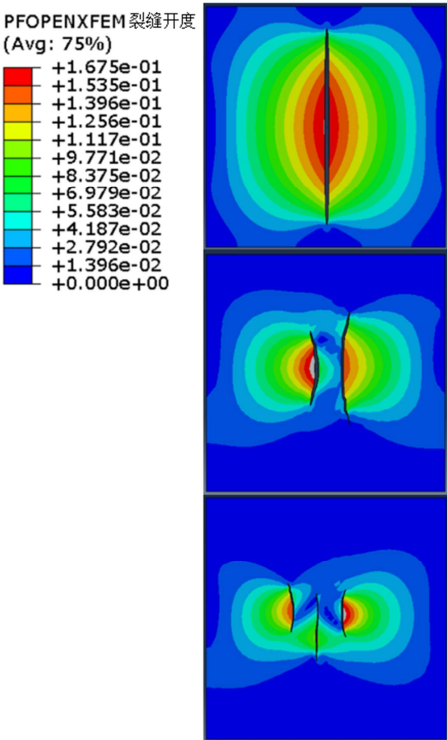 PFOPENXFEM 裂缝开度
(Avg: 75%)
+1.675e-01
+1.535e-01
+1.396e-01
+1.256e-01
+1.117e-01
+9.771e-02
+8.375e-02
+6.979e-02
+5.583e-02
+4.187e-02
+2.792e-02
+1.396e-02
+0.000e+00